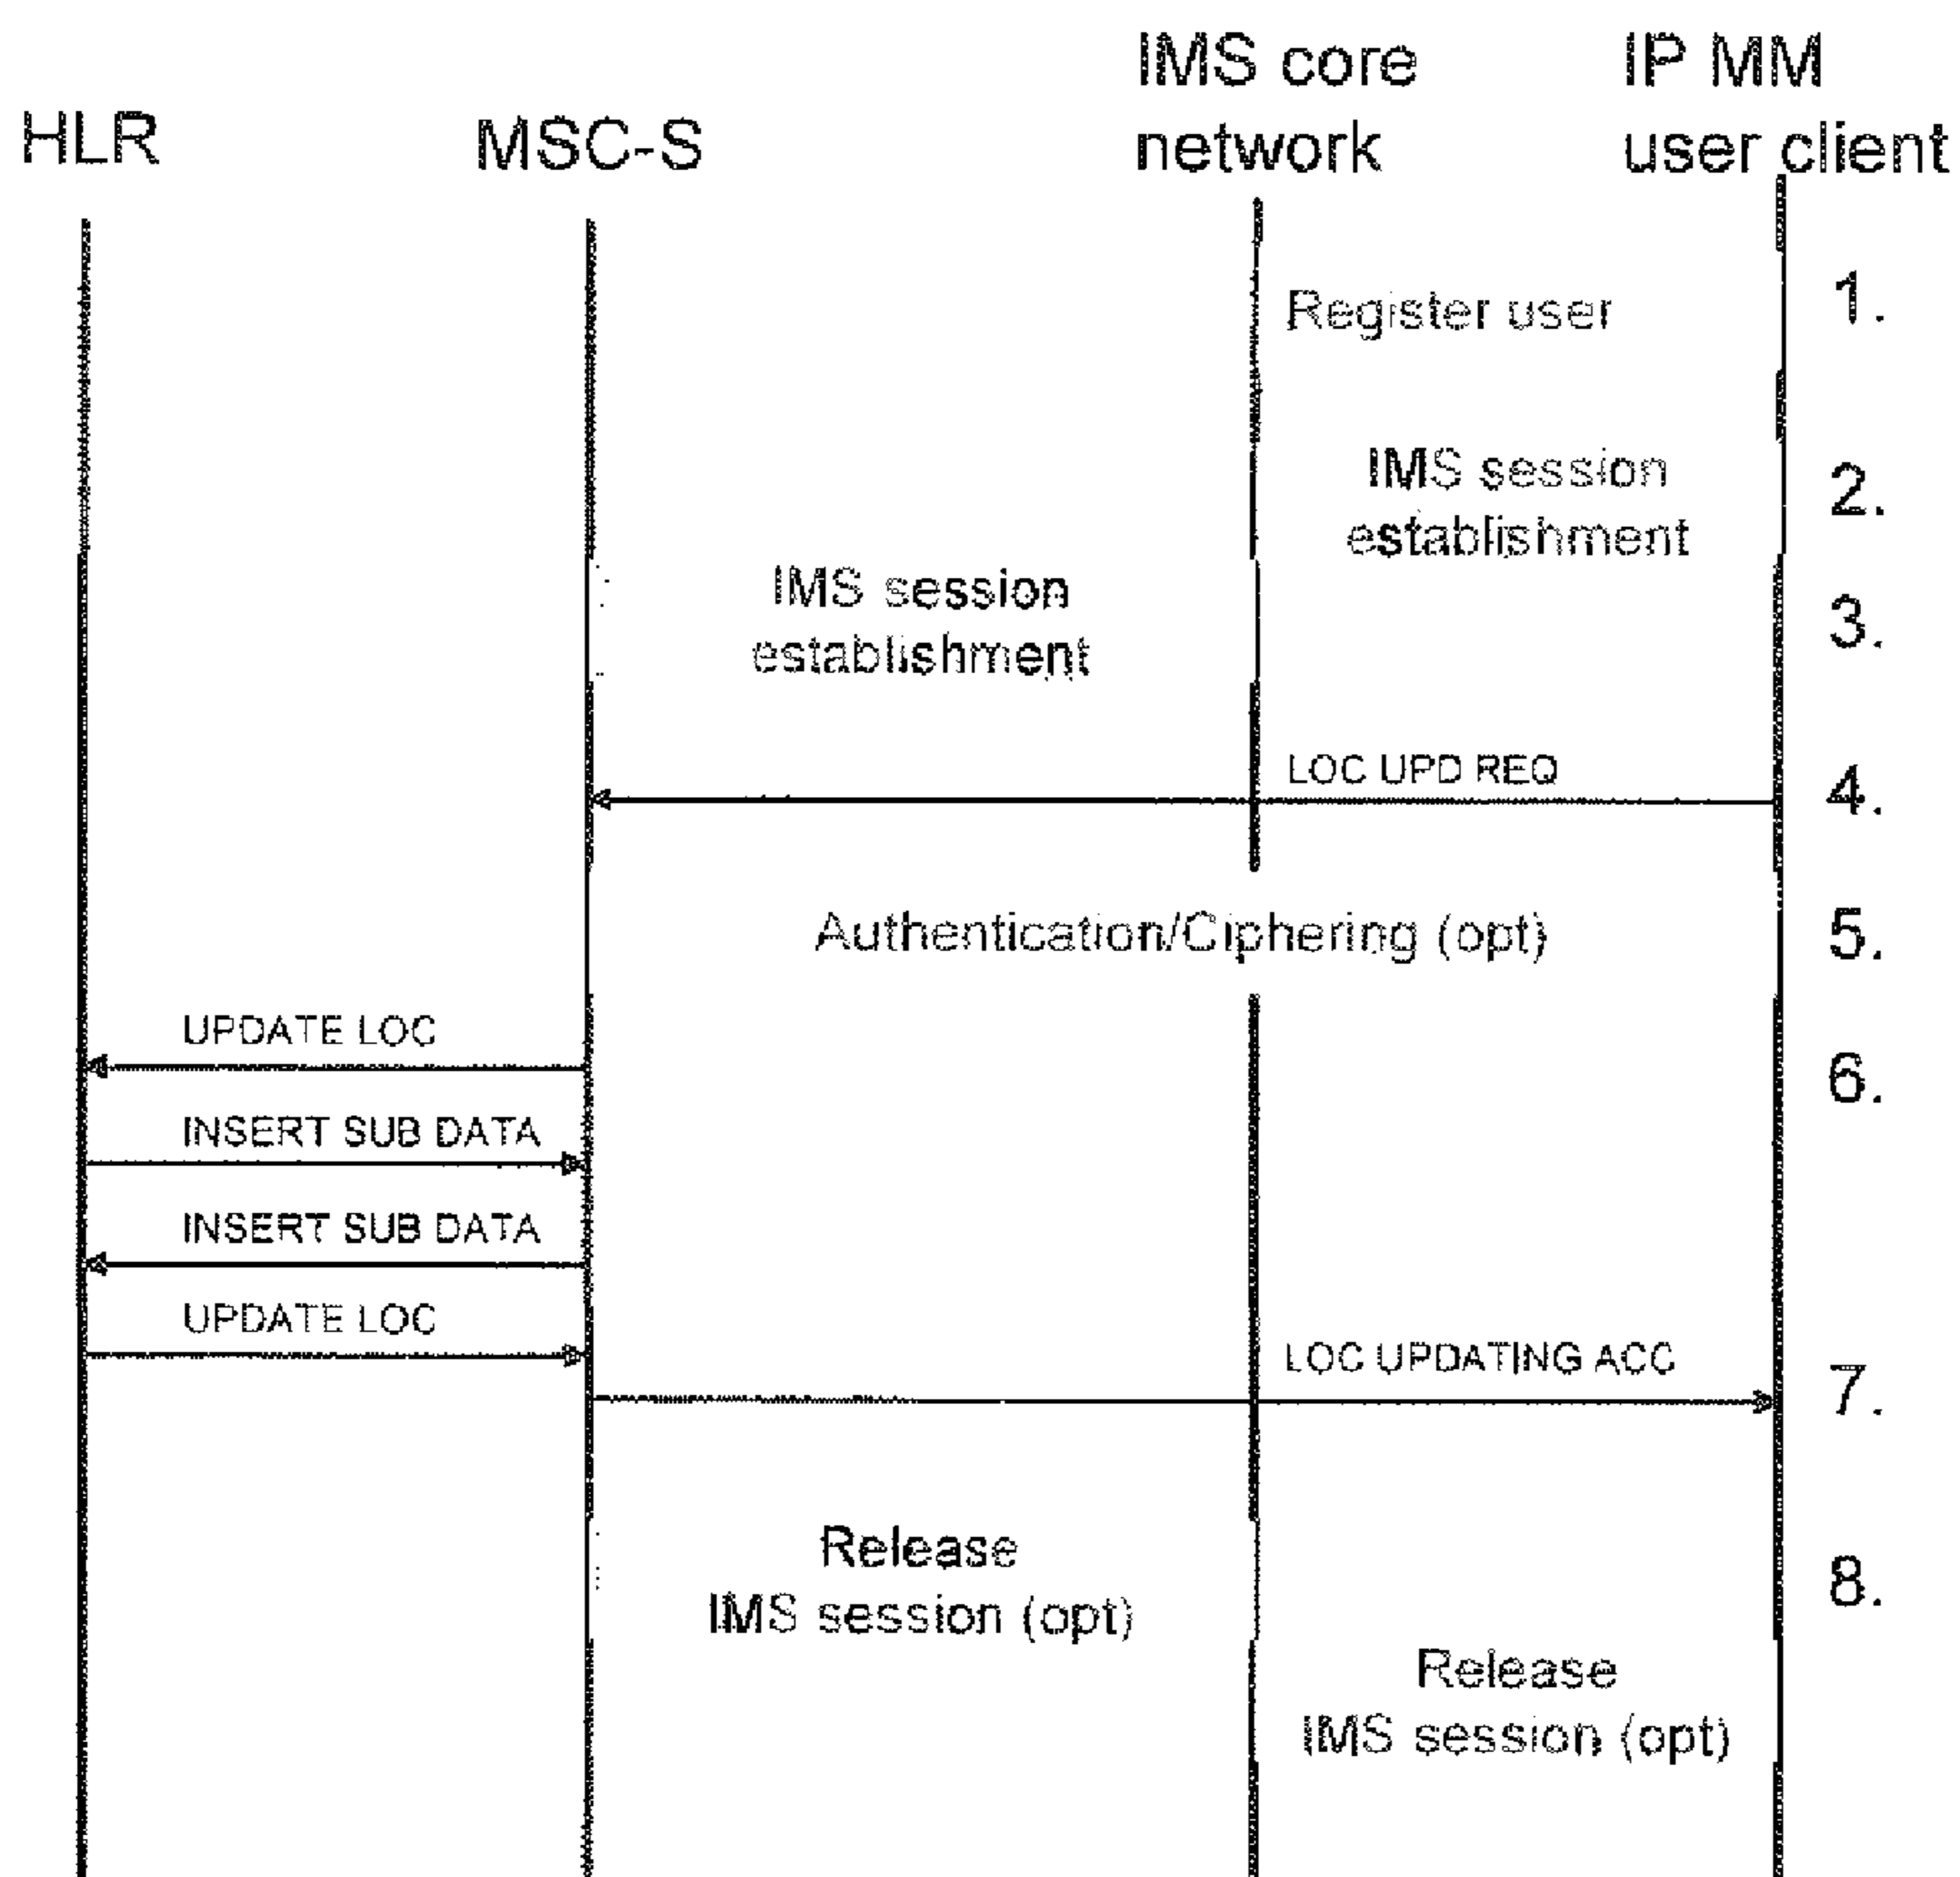 IMS core
network
IP MM
user client
HLR
MSC-S
Register user
1.
IMS session
establishment
2.
IMS session
establishment
3.
LOC UPD REQ
4.
Authentication/Ciphering (opt)
5.
UPDATE LOC
6.
INSERT SUB DATA
INSERT SUB DATA
UPDATE LOC
LOC UPDATING ACC
7.
Release
IMS session (opt)
8.
Release
IMS session (opt)